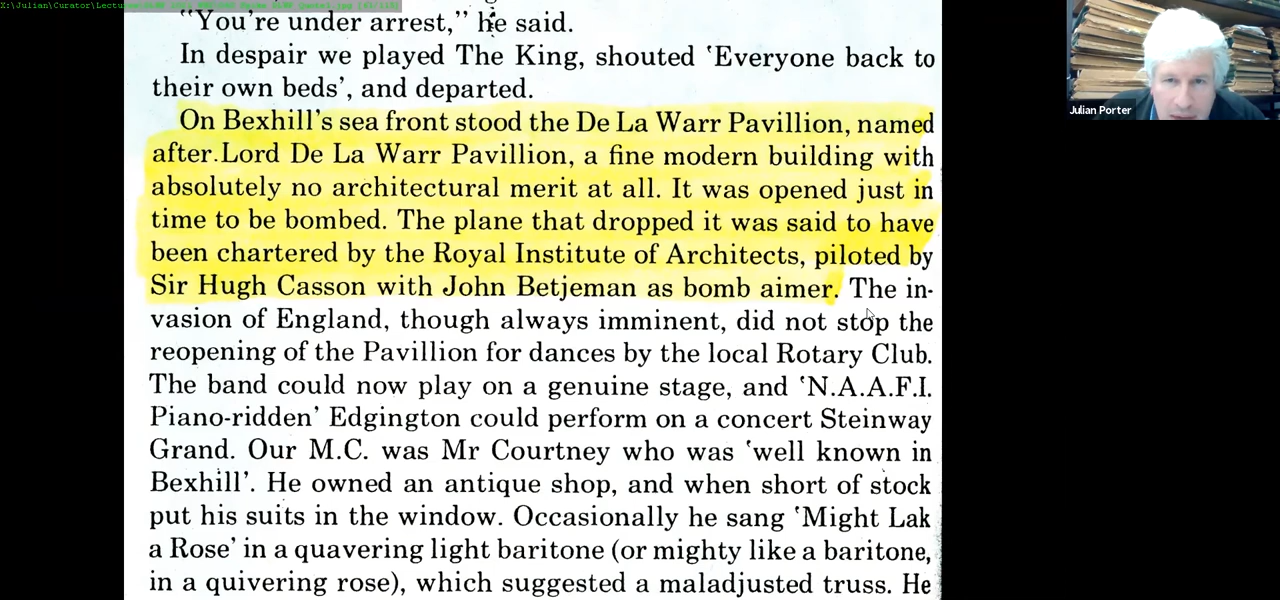 "You're under arrest," he said.
In despair we played The King, shouted 'Everyone back to
their own beds', and departed.
On Bexhill's sea front stood the De La Warr Pavillion, named
after Lord De La Warr Pavillion, a fine modern building with
absolutely no architectural merit at all. It was opened just in
time to be bombed. The plane that dropped it was said to have
been chartered by the Royal Institute of Architects, piloted by
Sir Hugh Casson with John Betjeman as bomb aimer. The in-
vasion of England, though always imminent, did not stop the
reopening of the Pavillion for dances by the local Rotary Club.
The band could now play on a genuine stage, and 'N.A.A.F.I.
Piano-ridden' Edgington could perform on a concert Steinway
Grand. Our M.C. was Mr Courtney who was 'well known in
Bexhill'. He owned an antique shop, and when short of stock
put his suits in the window. Occasionally he sang 'Might Lak
a Rose' in a quavering light baritone (or mighty like a baritone,
in a quivering rose), which suggested a maladjusted truss. He
Julian Porter